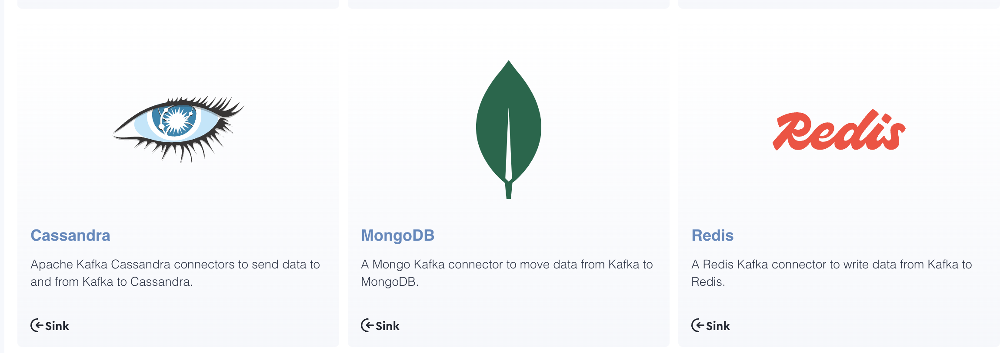 Redis
Cassandra
Apache Kafka Cassandra connectors to send data to
and from Kafka to Cassandra.
Sink
MongoDB
A Mongo Kafka connector to move data from Kafka to
MongoDB.
Sink
Redis
A Redis Kafka connector to write data from Kafka to
Redis.
Sink